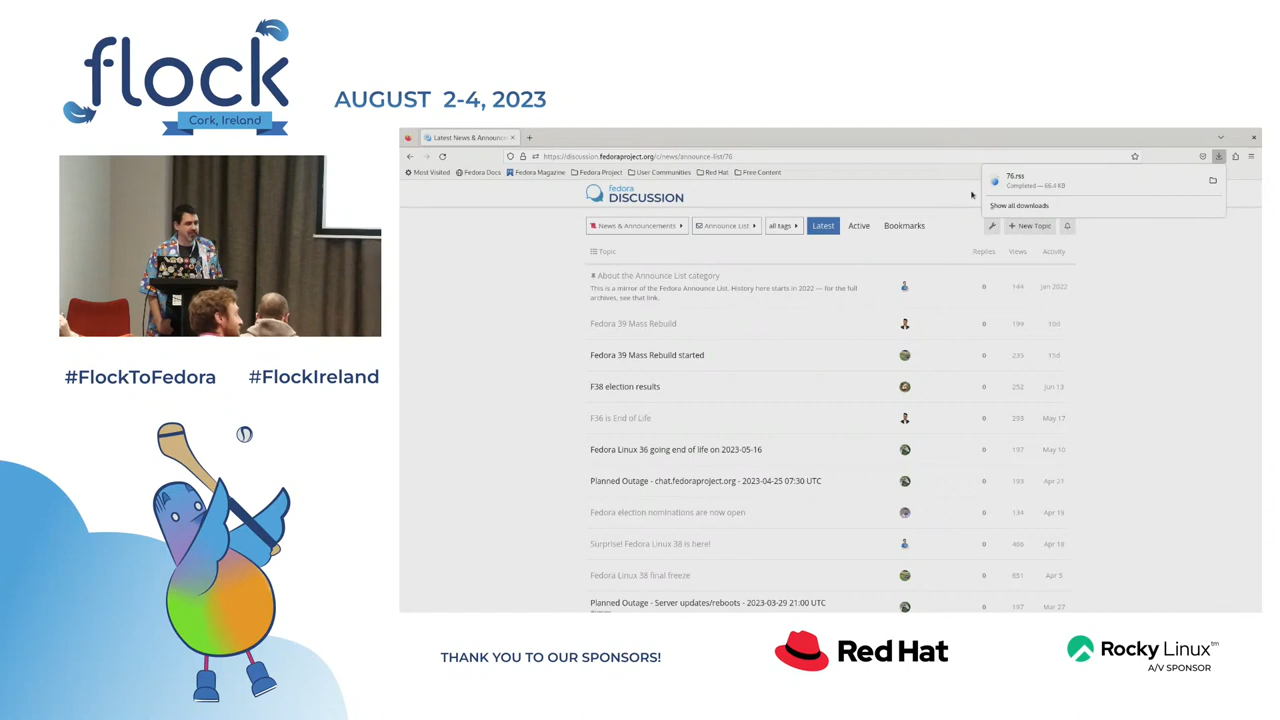 flock
Cork, Ireland
AUGUST 2-4, 2023
#FlockToFedora #FlockIreland
Latest News & Announce
https://discussion.fedoraproject.org/c/news/announce-list/76
Most Visited Fedora Docs Fedora Magazine Fedora Project User Communities Red Hat Free Content
76.rss
Completed — 66.4 KB
Show all downloads
fedora
DISCUSSION
News & Announcements Announce List all tags Latest Active Bookmarks + New Topic
Topic Replies Views Activity
About the Announce List category 0 144 Jan 2022
This is a mirror of the Fedora Announce List. History here starts in 2022 — for the full
archives, see that link.
Fedora 39 Mass Rebuild 0 199 10d
Fedora 39 Mass Rebuild started 0 235 15d
F38 election results 0 252 Jun 13
F36 is End of Life 0 293 May 17
Fedora Linux 36 going end of life on 2023-05-16 0 197 May 10
Planned Outage - chat.fedoraproject.org - 2023-04-25 07:30 UTC 0 193 Apr 21
Fedora election nominations are now open 0 134 Apr 19
Surprise! Fedora Linux 38 is here! 0 466 Apr 18
Fedora Linux 38 final freeze 0 651 Apr 5
Planned Outage - Server updates/reboots - 2023-03-29 21:00 UTC 0 197 Mar 27
THANK YOU TO OUR SPONSORS!
Red Hat
Rocky Linux™
A/V SPONSOR